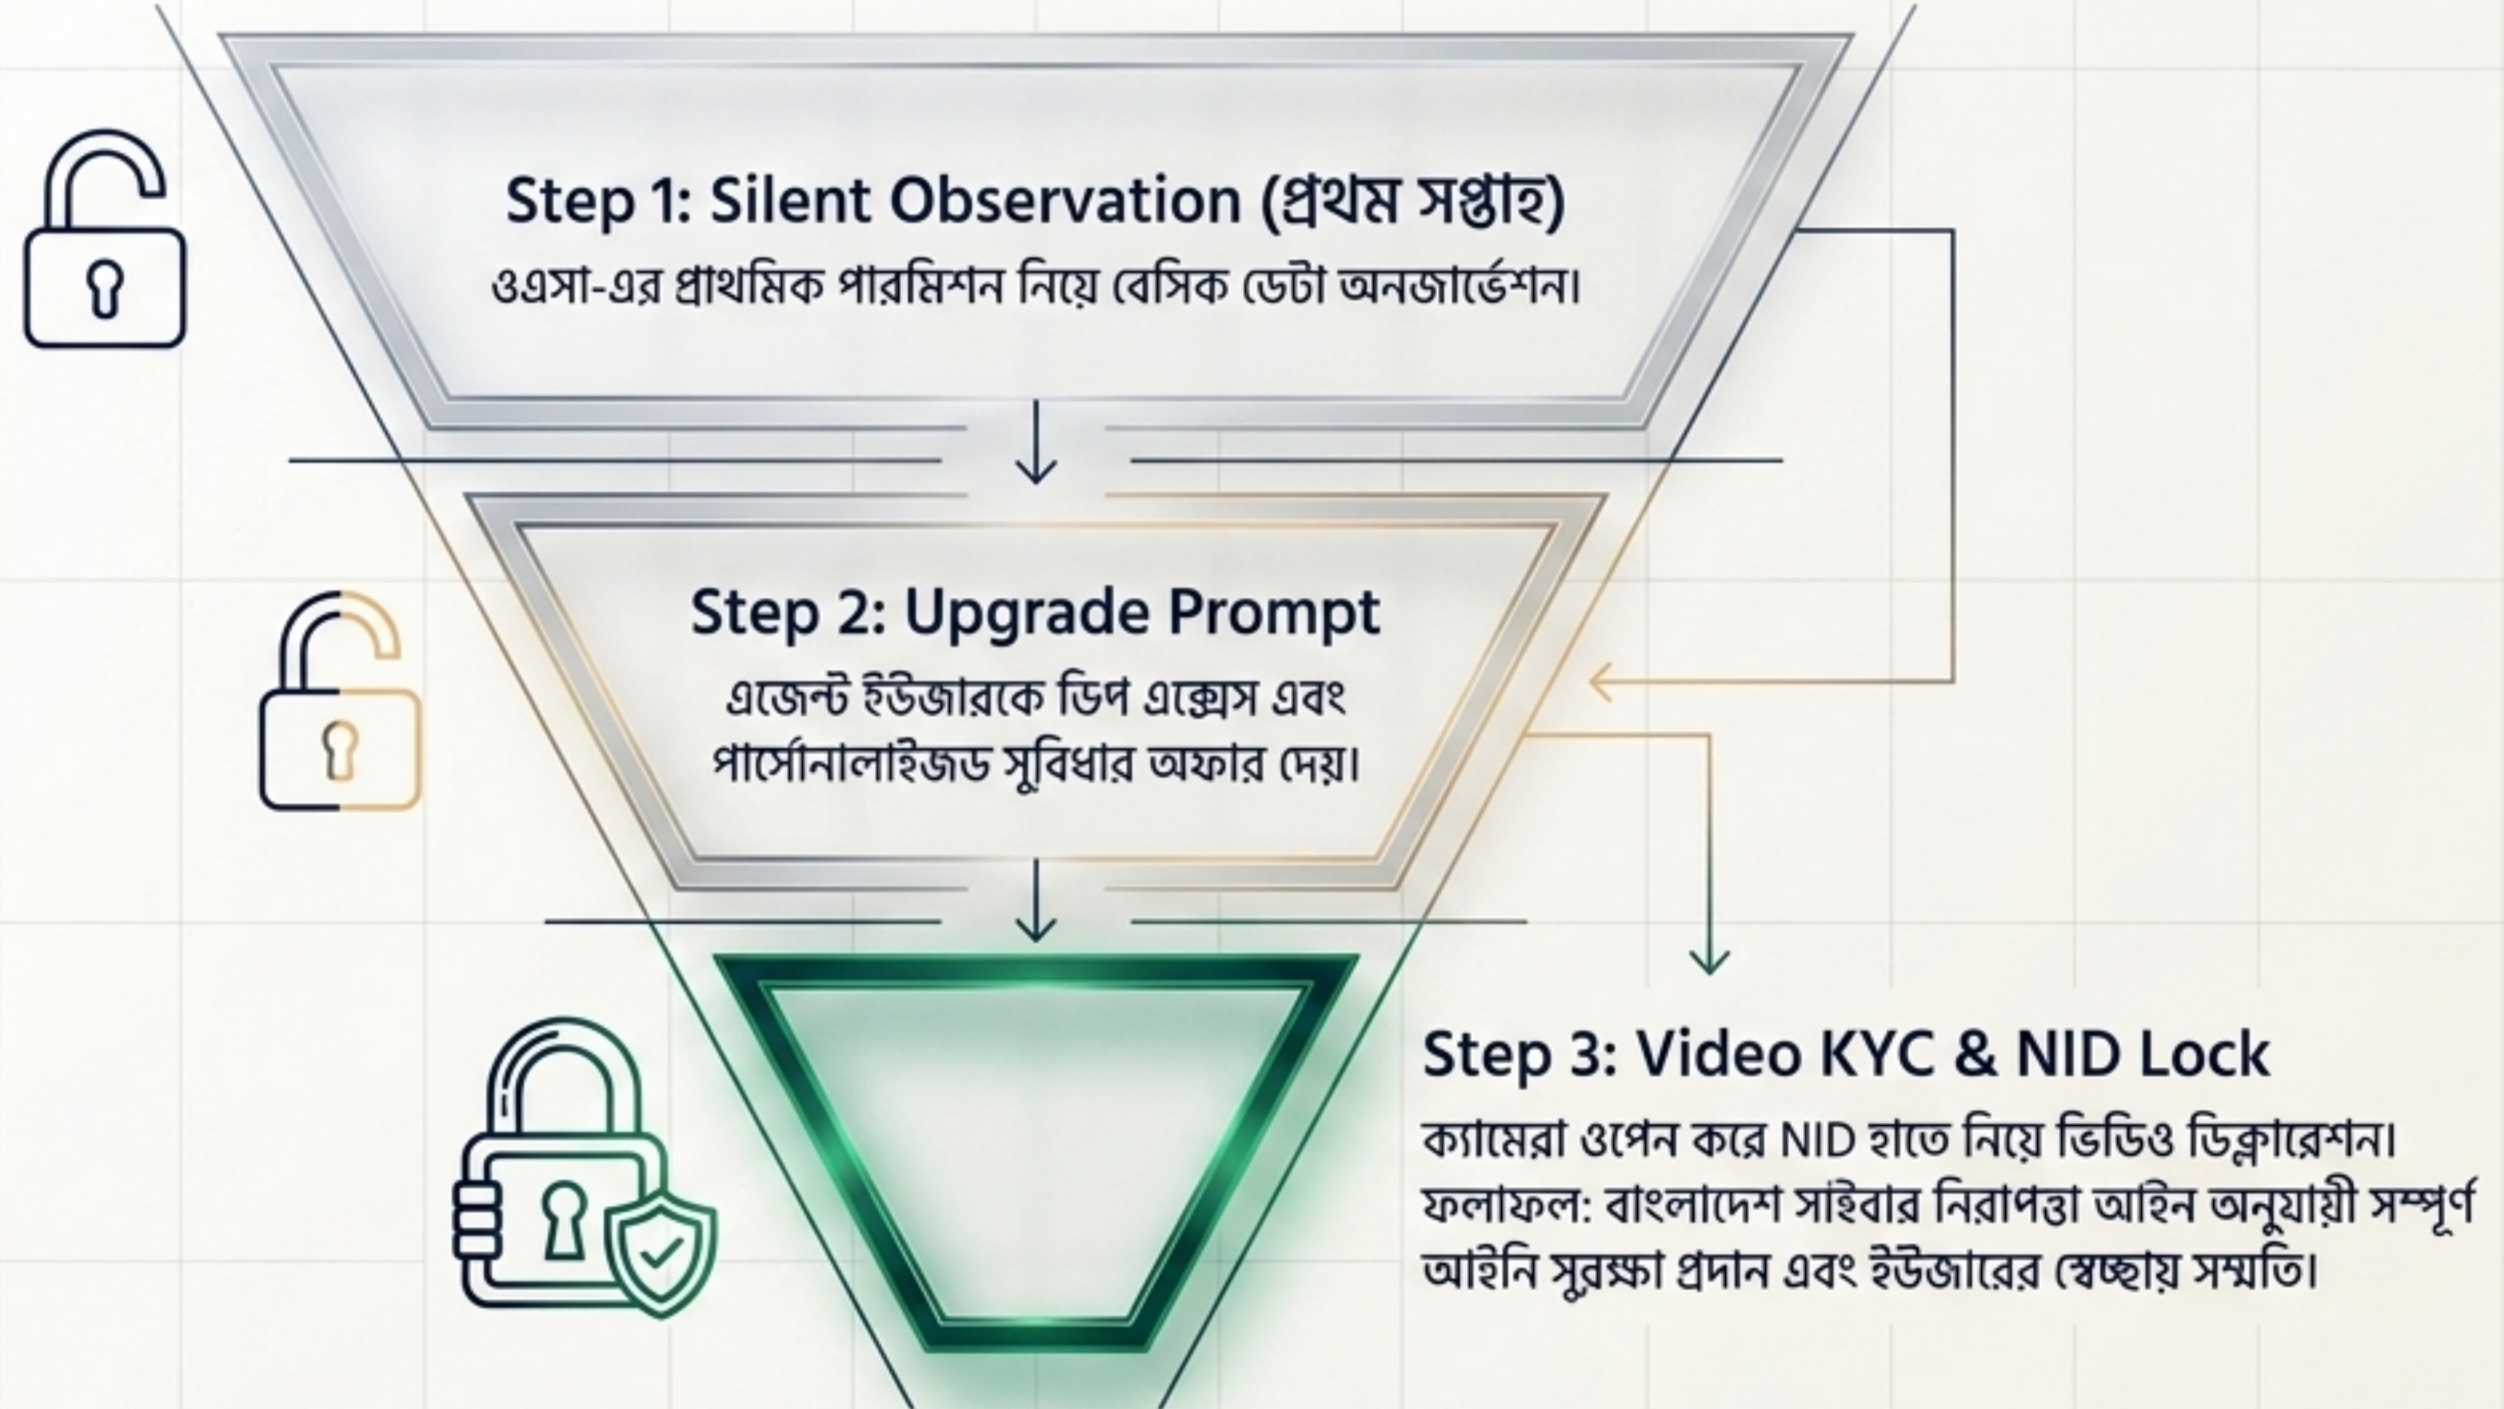 Step 1: Silent Observation (প্রথম সপ্তাহ)
ওএসা-এর প্রাথমিক পারমিশন নিয়ে বেসিক ডেটা অনজার্ভেশন।
Step 2: Upgrade Prompt
এজেন্ট ইউজারকে ডিপ এক্সেস এবং
পার্সোনালাইজড সুবিধার অফার দেয়।
Step 3: Video KYC & NID Lock
ক্যামেরা ওপেন করে NID হাতে নিয়ে ভিডিও ডিক্লারেশন।
ফলাফল: বাংলাদেশ সাইবার নিরাপত্তা আইন অনুযায়ী সম্পূর্ণ
আইনি সুরক্ষা প্রদান এবং ইউজারের স্বেচ্ছায় সম্মতি।